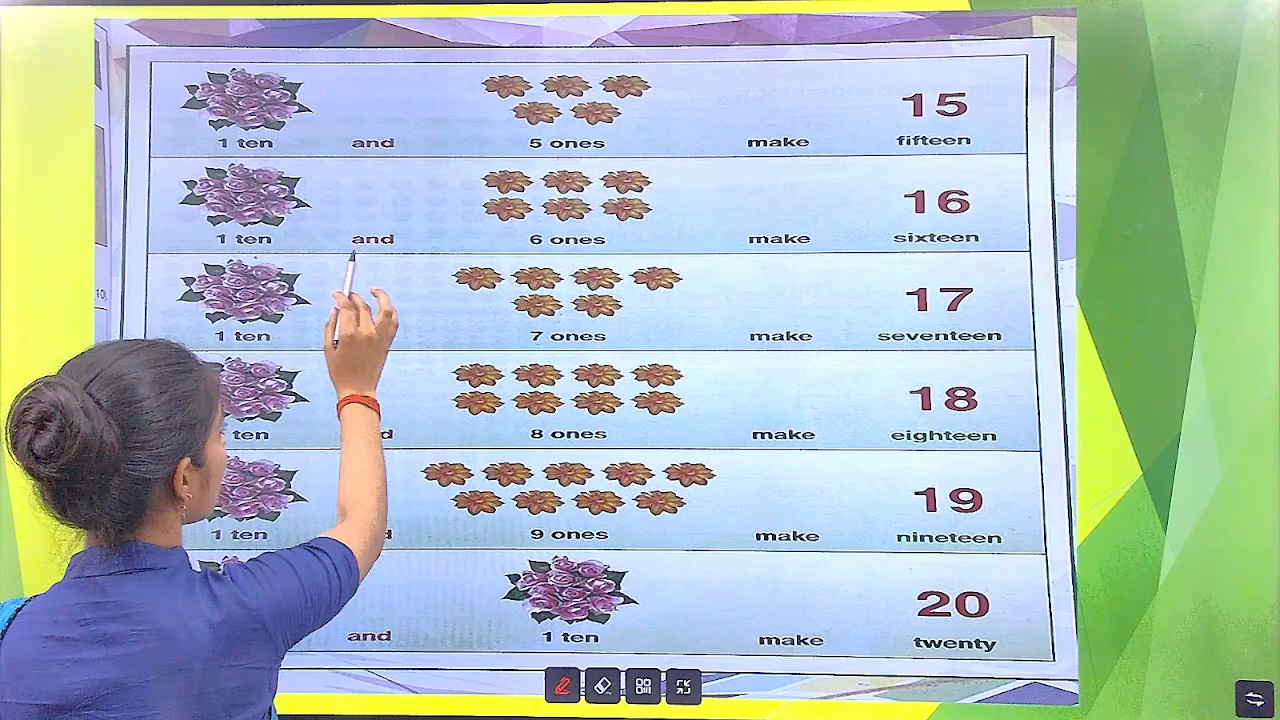 15
1 ten and 5 ones make fifteen
16
1 ten and 6 ones make sixteen
17
1 ten 7 ones make seventeen
18
ten d 8 ones make eighteen
19
1 ten d 9 ones make nineteen
20
and 1 ten make twenty
10